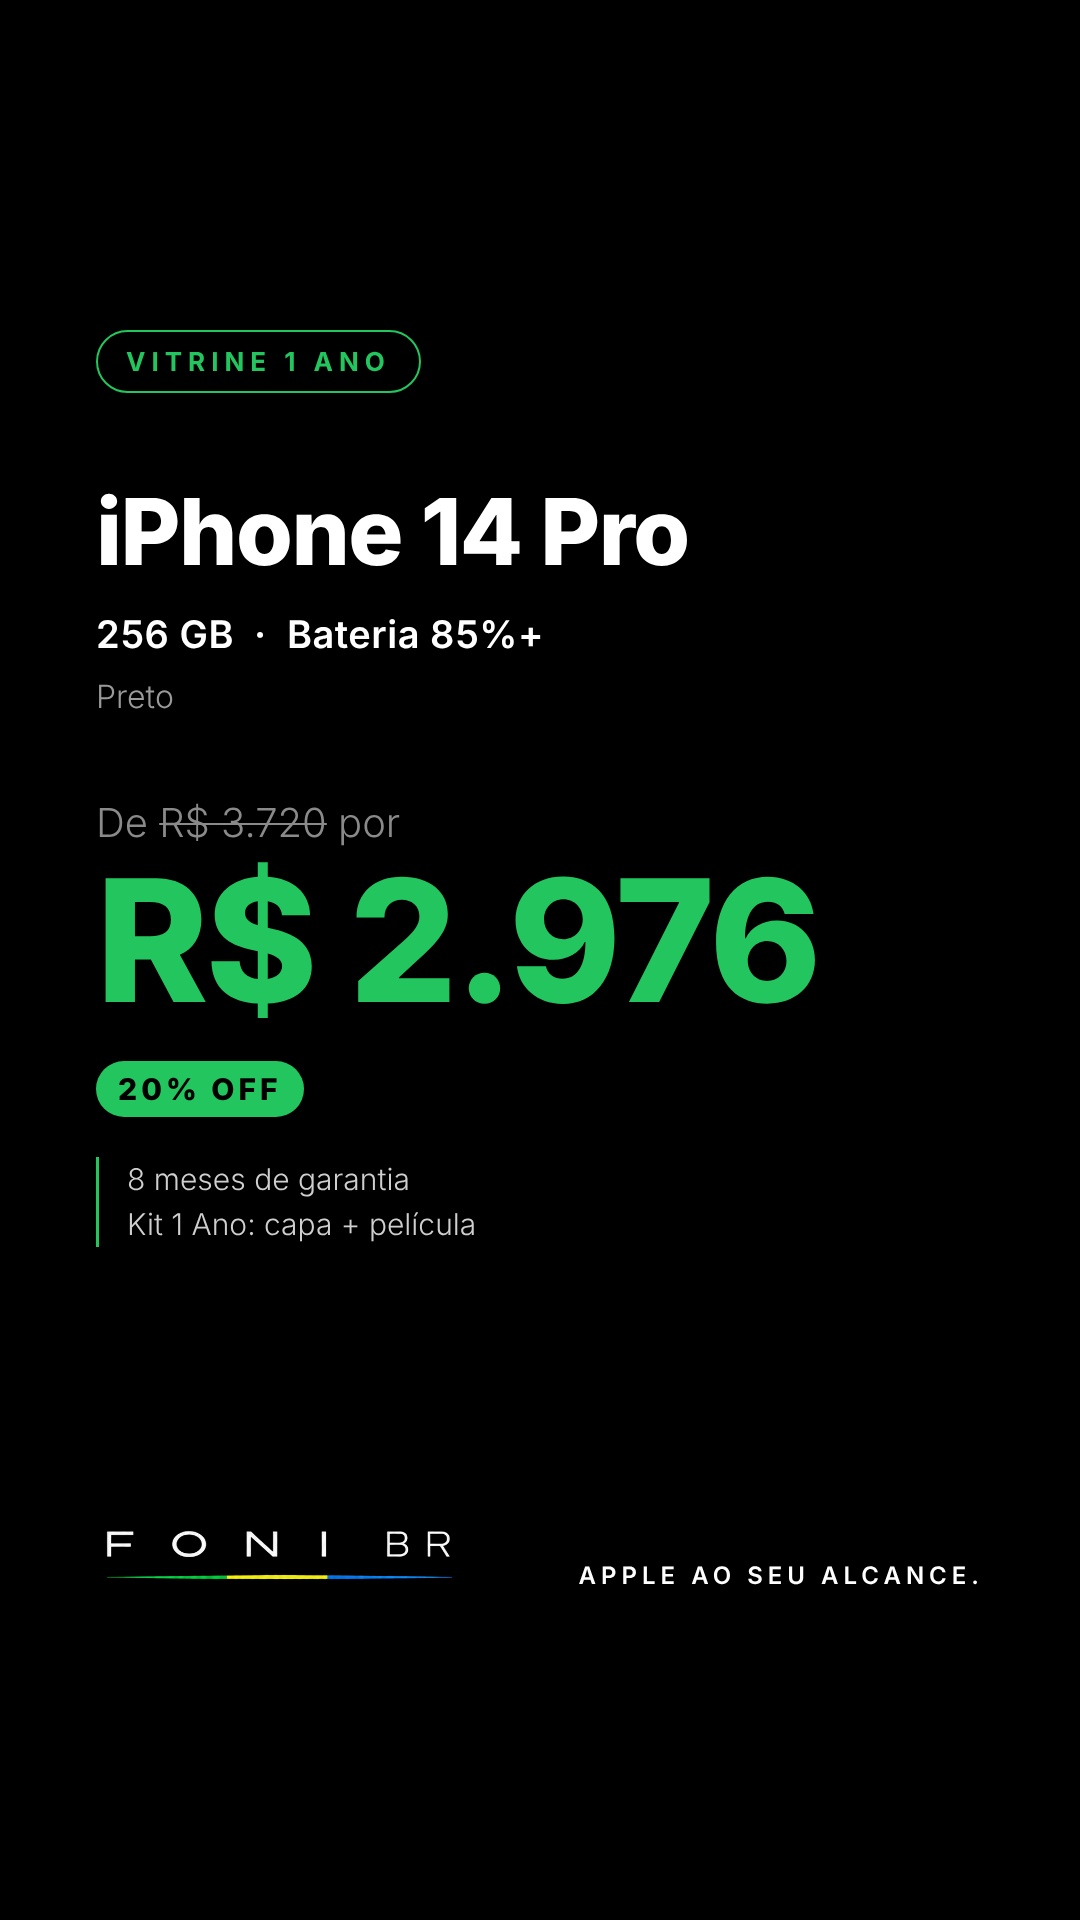 VITRINE 1 ANO
iPhone 14 Pro
256 GB · Bateria 85%+
Preto
De R$ 3.720 por
R$ 2.976
20% OFF
8 meses de garantia
Kit 1 Ano: capa + película
FONI BR
APPLE AO SEU ALCANCE.